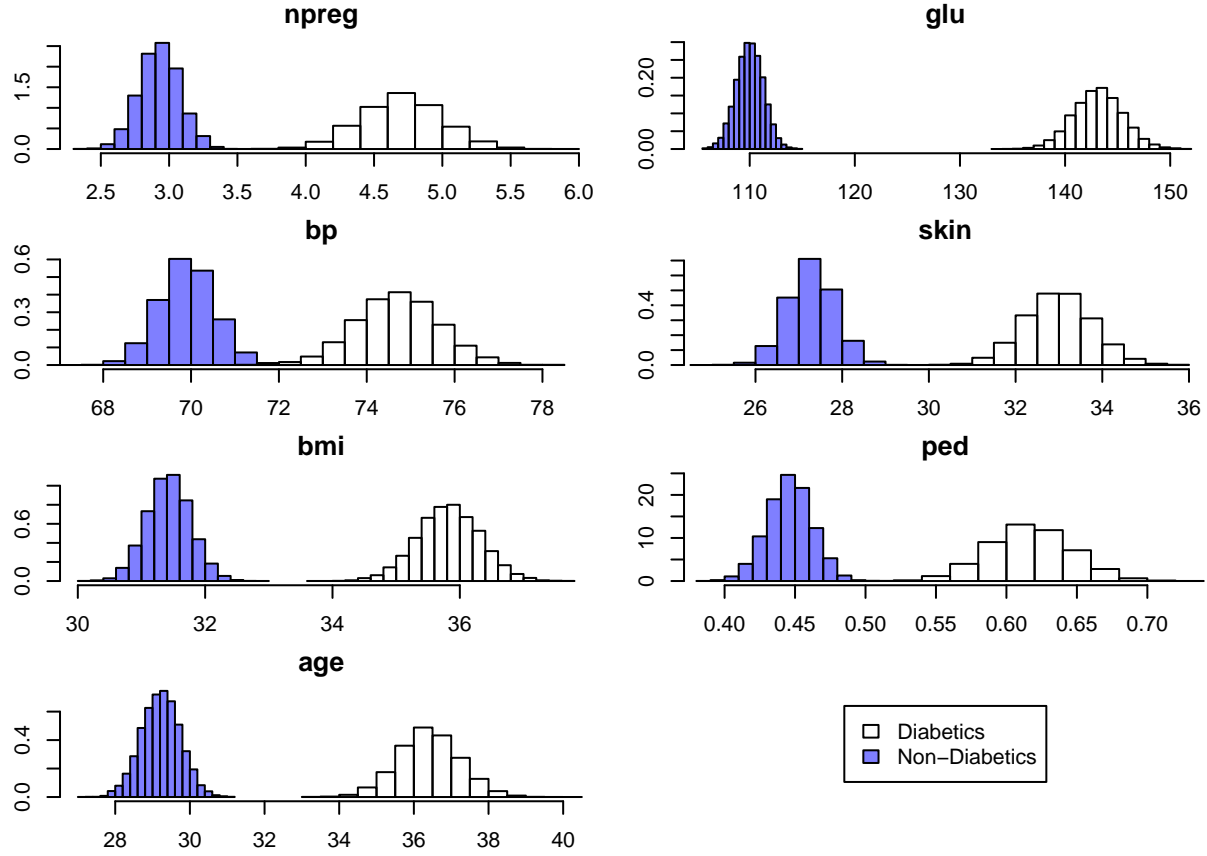 npreg
0.0 1.5
2.5 3.0 3.5 4.0 4.5 5.0 5.5 6.0
glu
0.00 0.20
110 120 130 140 150
bp
0.0 0.3 0.6
68 70 72 74 76 78
skin
0.0 0.4
26 28 30 32 34 36
bmi
0.0 0.6
30 32 34 36
ped
0 10 20
0.40 0.45 0.50 0.55 0.60 0.65 0.70
age
0.0 0.4
28 30 32 34 36 38 40
Diabetics
Non−Diabetics